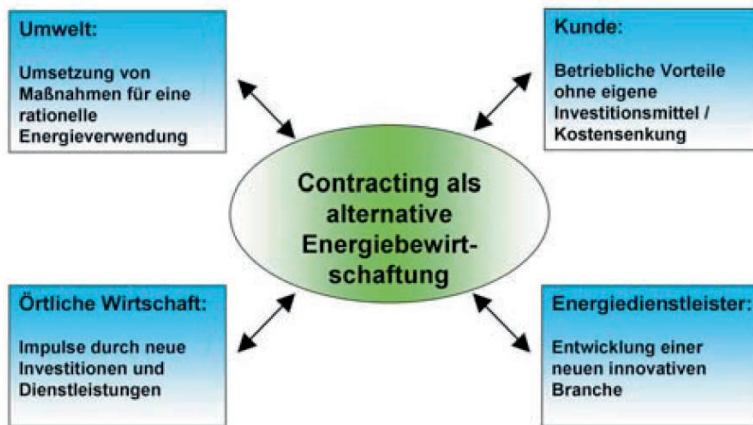 Umwelt:
Umsetzung von
Maßnahmen für eine
rationelle
Energieverwendung
Kunde:
Betriebliche Vorteile
ohne eigene
Investitionsmittel /
Kostensenkung
Contracting als
alternative
Energiebewirt-
schaftung
Örtliche Wirtschaft:
Impulse durch neue
Investitionen und
Dienstleistungen
Energiedienstleister:
Entwicklung einer
neuen innovativen
Branche